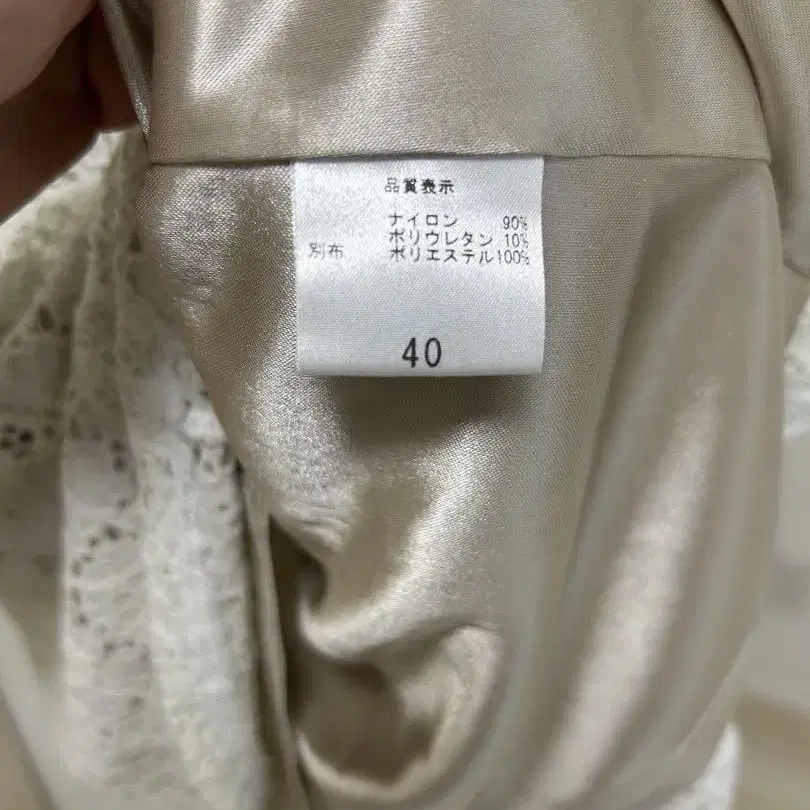 品質表示
ナイロン 90%
ポリウレタン 10%
別布 ポリエステル100%
40